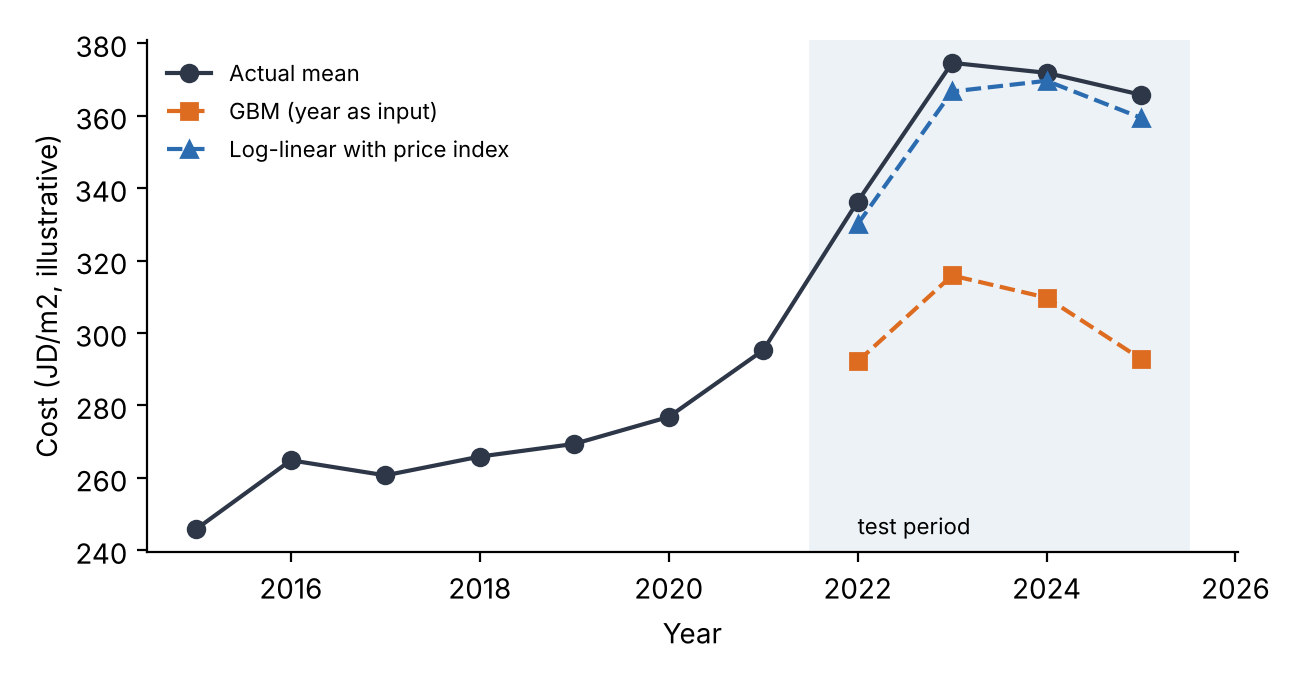 380
360
340
320
300
280
260
240
Cost (JD/m2, illustrative)
Actual mean
GBM (year as input)
Log-linear with price index
test period
2016
2018
2020
2022
2024
2026
Year